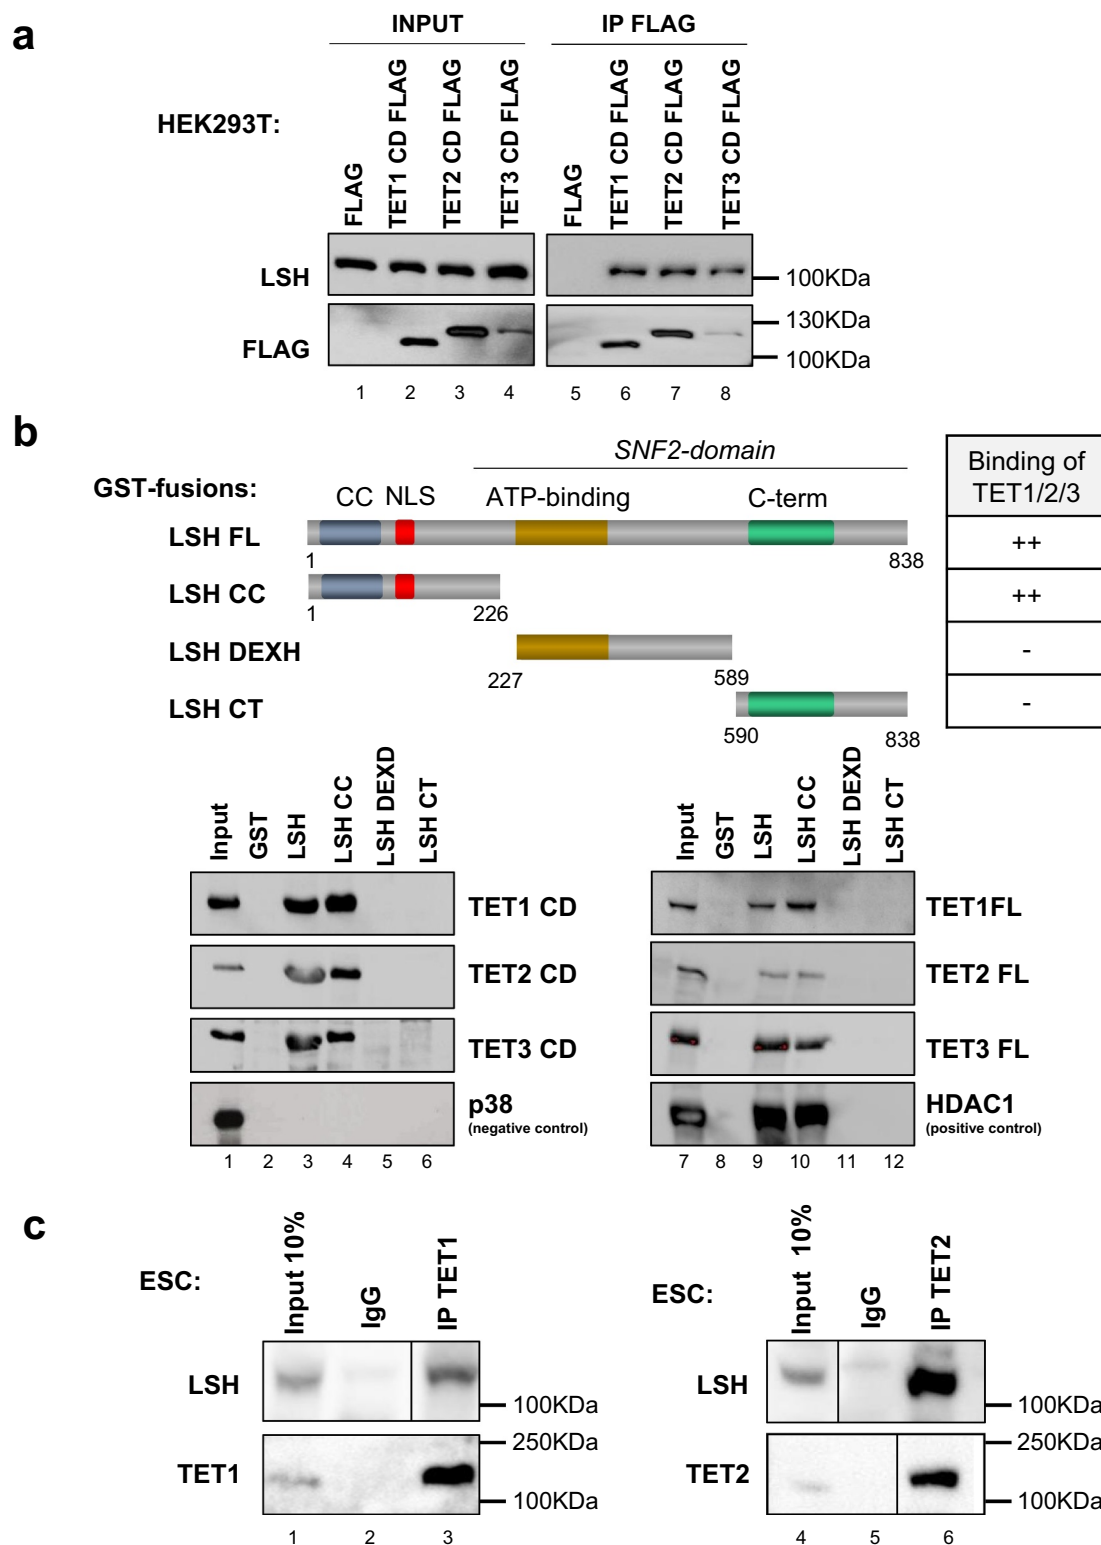 a
INPUT
IP FLAG
HEK293T:
FLAG
TET1 CD FLAG
TET2 CD FLAG
TET3 CD FLAG
FLAG
TET1 CD FLAG
TET2 CD FLAG
TET3 CD FLAG
LSH
100KDa
FLAG
130KDa
100KDa
1 2 3 4 5 6 7 8
b
SNF2-domain
GST-fusions:
CC NLS ATP-binding C-term
Binding of
TET1/2/3
LSH FL
1 838
++
LSH CC
1 226
++
LSH DEXH
227 589
-
LSH CT
590 838
-
Input
GST
LSH
LSH CC
LSH DEXD
LSH CT
TET1 CD
TET2 CD
TET3 CD
p38
(negative control)
1 2 3 4 5 6
Input
GST
LSH
LSH CC
LSH DEXD
LSH CT
TET1FL
TET2 FL
TET3 FL
HDAC1
(positive control)
7 8 9 10 11 12
c
ESC:
Input 10%
IgG
IP TET1
LSH
100KDa
TET1
250KDa
100KDa
1 2 3
ESC:
Input 10%
IgG
IP TET2
LSH
100KDa
TET2
250KDa
100KDa
4 5 6